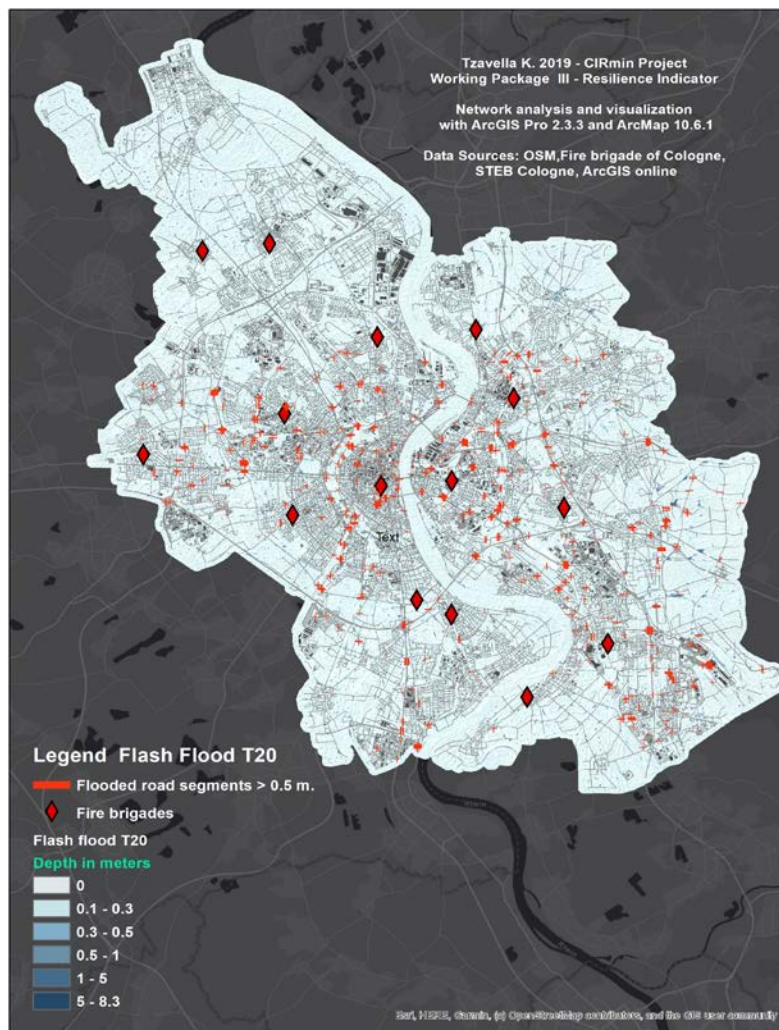 Tzavella K. 2019 - CIRmin Project
Working Package III - Resilience Indicator
Network analysis and visualization
with ArcGIS Pro 2.3.3 and ArcMap 10.6.1
Data Sources: OSM,Fire brigade of Cologne,
STEB Cologne, ArcGIS online
Text
Legend Flash Flood T20
Flooded road segments > 0.5 m.
Fire brigades
Flash flood T20
Depth in meters
0
0.1 - 0.3
0.3 - 0.5
0.5 - 1
1 - 5
5 - 8.3
Esri, HERE, Garmin, (c) OpenStreetMap contributors, and the GIS user community